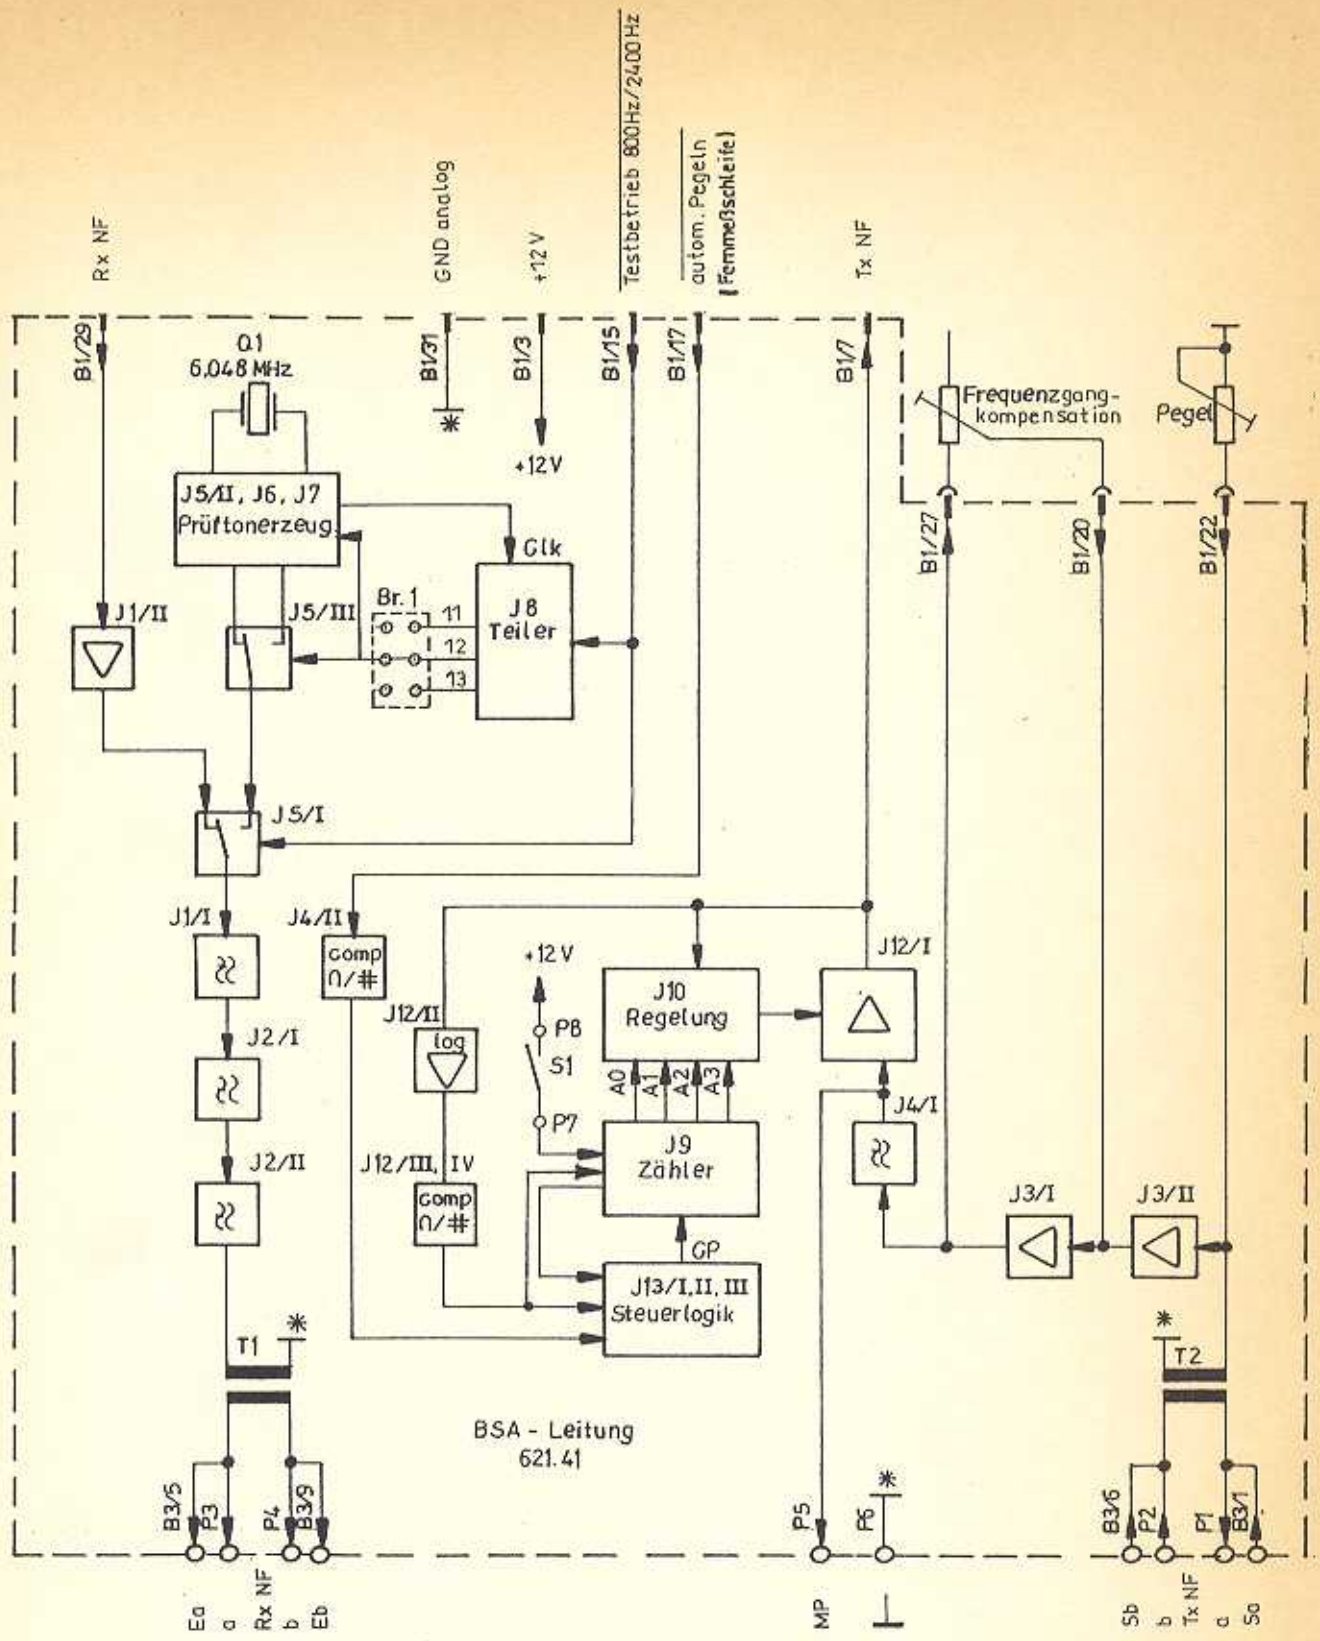 Rx NF
GND analog
+12V
Testbetrieb 800Hz/2400Hz
autom. Pegeln
(Fernmeßschleife)
Tx NF
B1/29
B1/31
B1/3
B1/15
B1/17
B1/7
Q1
6,048 MHz
*
+12V
J5/II, J6, J7
Prüftonerzeug.
Clk
J1/II
J5/III
Br.1
11
12
13
J8
Teiler
Frequenzgang-
kompensation
Pegel
B1/27
B1/20
B1/22
J5/I
J1/I
J4/II
comp
∩/#
J12/II
log
+12V
P8
S1
P7
J10
Regelung
J12/I
A0
A1
A2
A3
J2/I
J4/I
J9
Zähler
J2/II
J12/III, IV
comp
∩/#
CP
J13/I,II,III
Steuerlogik
J3/I
J3/II
T1
*
T2
*
BSA - Leitung
621.41
B3/5
P3
P4
B3/9
P5
P6
*
B3/6
P2
P1
B3/1
Ea
a
Rx NF
b
Eb
MP
Sb
b
Tx NF
a
Sa